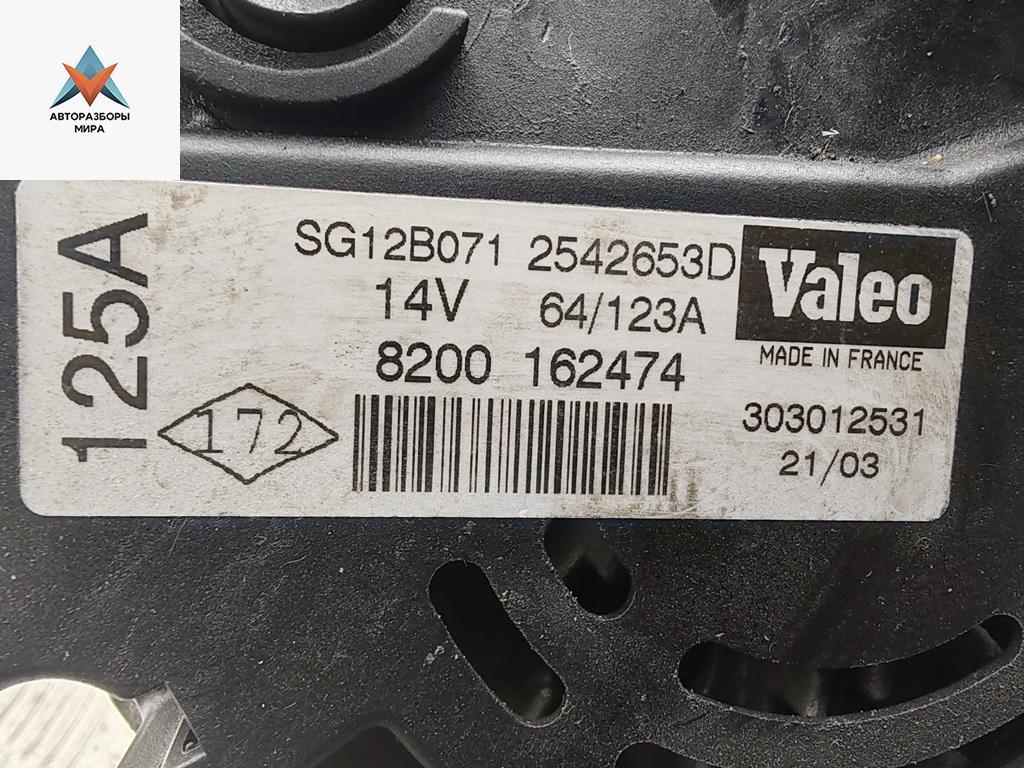 АВТОРАЗБОРЫ
МИРА
125A
SG12B071 2542653D
14V 64/123A
8200 162474
172
Valeo
MADE IN FRANCE
303012531
21/03